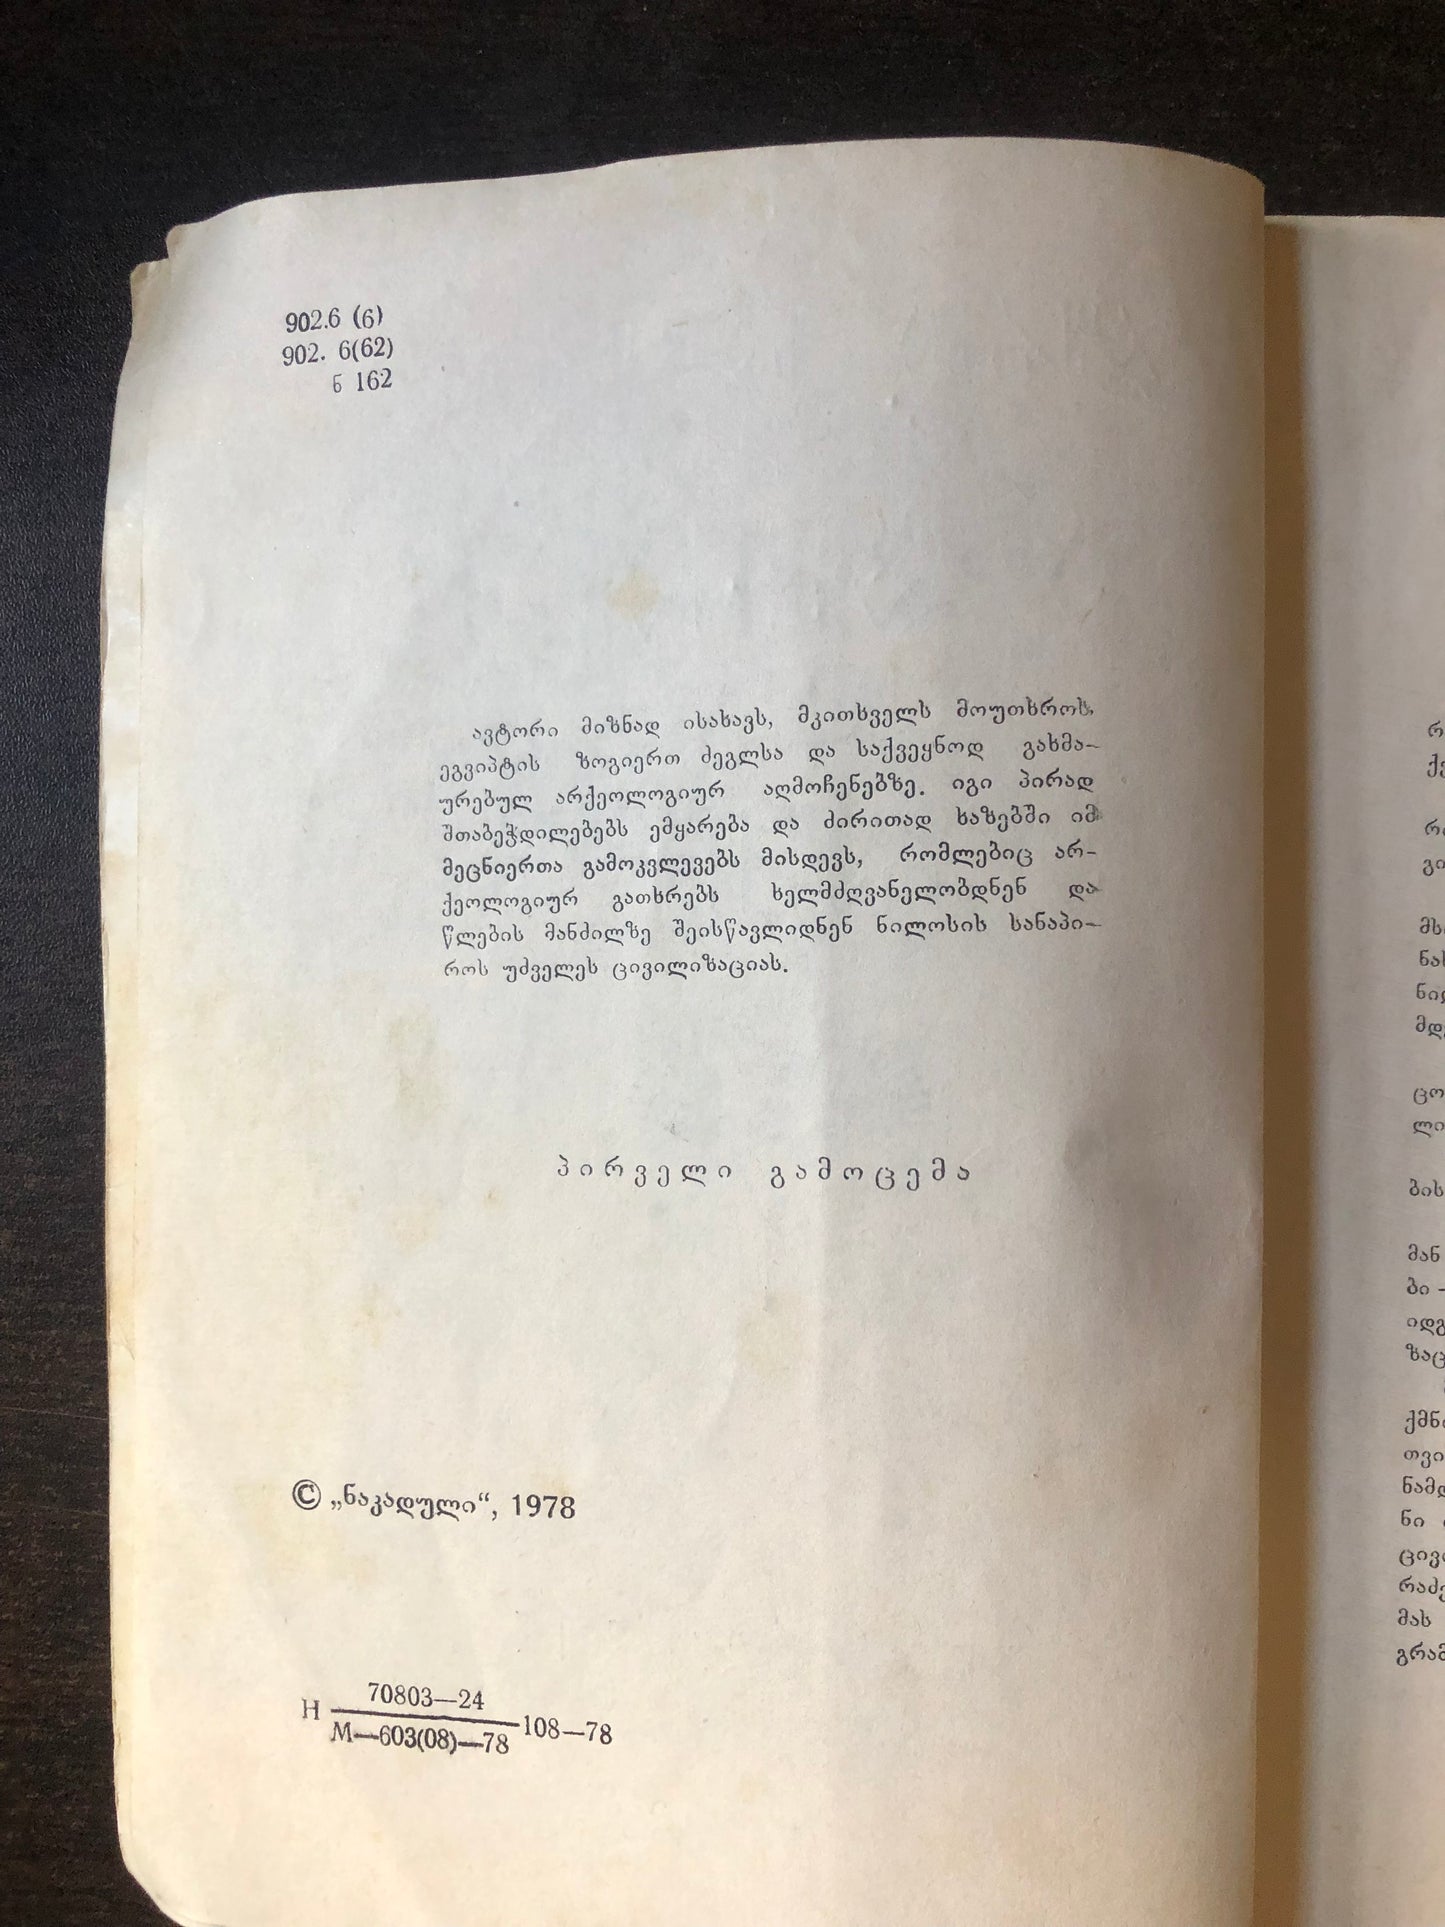 902.6 (6)
902. 6(62)
ნ 162
ავტორი მიზნად ისახავს, მკითხველს მოუთხროს
ეგვიპტის ზოგიერთ ძეგლსა და საქვეყნოდ გახმა-
ურებულ არქეოლოგიურ აღმოჩენებზე. იგი პირად
შთაბეჭდილებებს ემყარება და ძირითად ხაზებში იმ
მეცნიერთა გამოკვლევებს მისდევს, რომლებიც არ-
ქეოლოგიურ გათხრებს ხელმძღვანელობდნენ და
წლების მანძილზე შეისწავლიდნენ ნილოსის სანაპი-
როს უძველეს ცივილიზაციას.
პირველი გამოცემა
© „ნაკადული“, 1978
Н 70803—24
М—603(08)—78 108—78